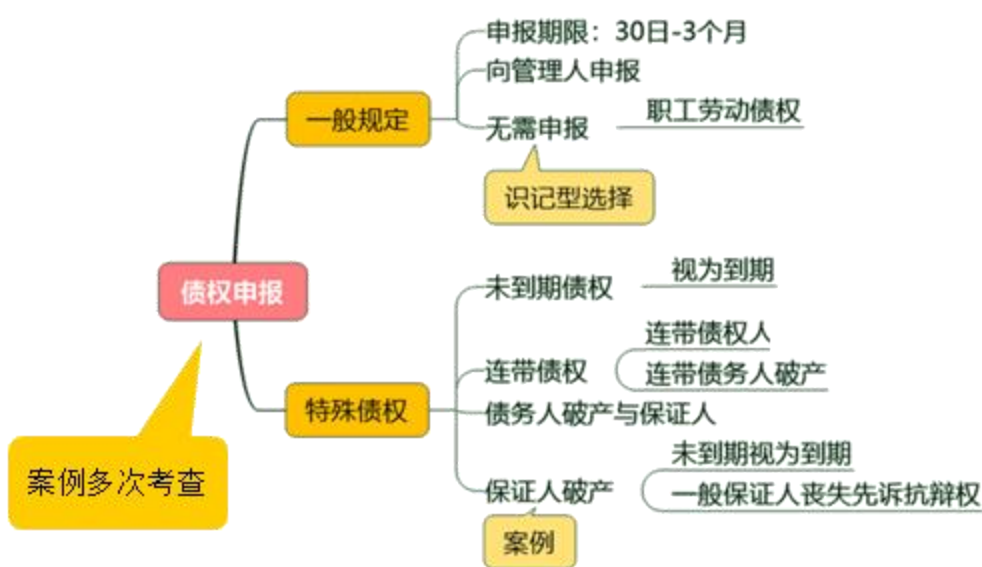 申报期限：30日-3个月
向管理人申报
一般规定
职工劳动债权
无需申报
识记型选择
债权申报
未到期债权
视为到期
连带债权人
连带债权
连带债务人破产
特殊债权
债务人破产与保证人
未到期视为到期
保证人破产
一般保证人丧失先诉抗辩权
案例多次考查
案例